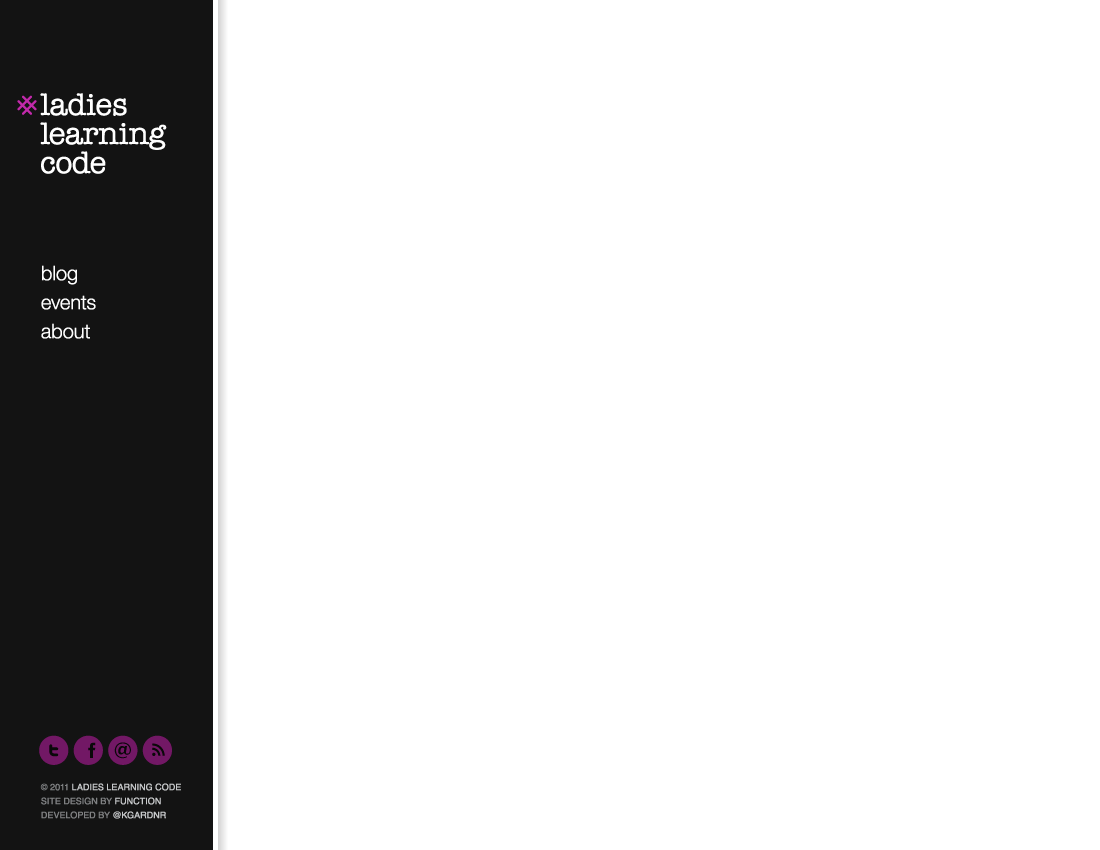 ladies
learning
code
blog
events
about
© 2011 LADIES LEARNING CODE
SITE DESIGN BY FUNCTION
DEVELOPED BY @KGARDNR